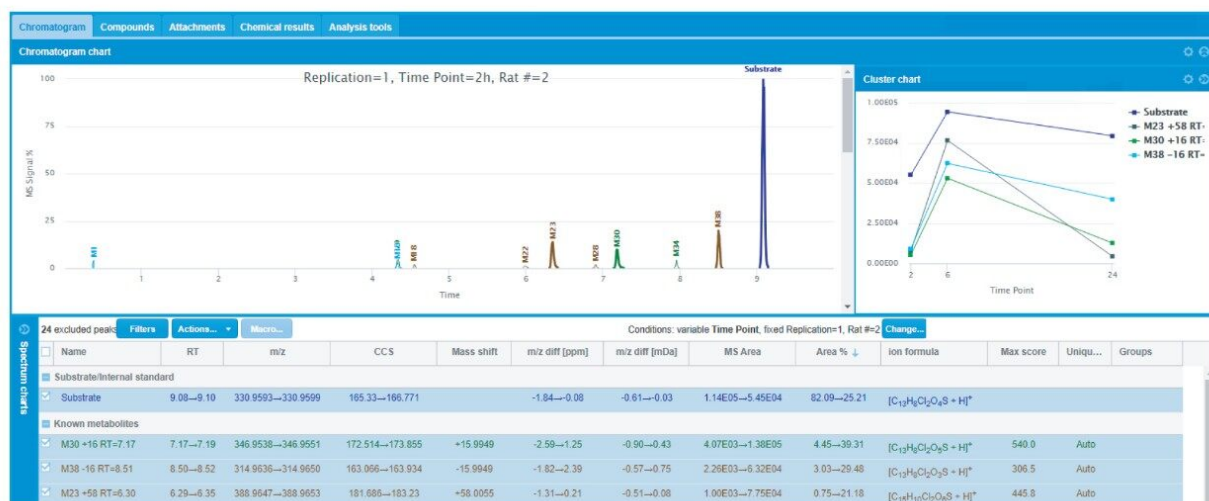 Chromatogram Compounds Attachments Chemical results Analysis tools
Chromatogram chart
Replication=1, Time Point=2h, Rat #=2
Substrate
100
75
50
25
0
MS Signal %
M1
M18
M22
M23
M28
M30
M34
M38
1 2 3 4 5 6 7 8 9
Time
Cluster chart
1.00E05
7.50E04
5.00E04
2.50E04
0.00E00
2 6 24
Time Point
Substrate
M23 +58 RT=
M30 +16 RT=
M38 -16 RT=
Spectrum charts
24 excluded peaks Filters Actions... Macro... Conditions: variable Time Point, fixed Replication=1, Rat #=2 Change...
Name RT m/z CCS Mass shift m/z diff [ppm] m/z diff [mDa] MS Area Area % ↓ ion formula Max score Uniqu... Groups
Substrate/Internal standard
Substrate 9.08→9.10 330.9593→330.9599 165.33→166.771 -1.84→-0.08 -0.61→-0.03 1.14E05→5.45E04 82.09→25.21 [C₁₃H₈Cl₂O₄S + H]⁺
Known metabolites
M30 +16 RT=7.17 7.17→7.19 346.9538→346.9551 172.514→173.855 +15.9949 -2.59→1.25 -0.90→0.43 4.07E03→1.38E05 4.45→39.31 [C₁₃H₈Cl₂O₅S + H]⁺ 540.0 Auto
M38 -16 RT=8.51 8.50→8.52 314.9636→314.9650 163.066→163.934 -15.9949 -1.82→2.39 -0.57→0.75 2.26E03→6.32E04 3.03→29.48 [C₁₃H₈Cl₂O₃S + H]⁺ 306.5 Auto
M23 +58 RT=6.30 6.29→6.35 388.9647→388.9653 181.686→183.23 +58.0055 -1.31→0.21 -0.51→0.08 1.00E03→7.75E04 0.75→21.18 445.8 Auto